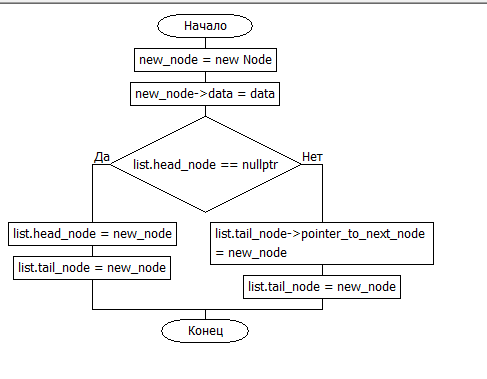 Начало
new_node = new Node
new_node->data = data
Да
list.head_node == nullptr
Нет
list.head_node = new_node
list.tail_node = new_node
list.tail_node->pointer_to_next_node
= new_node
list.tail_node = new_node
Конец